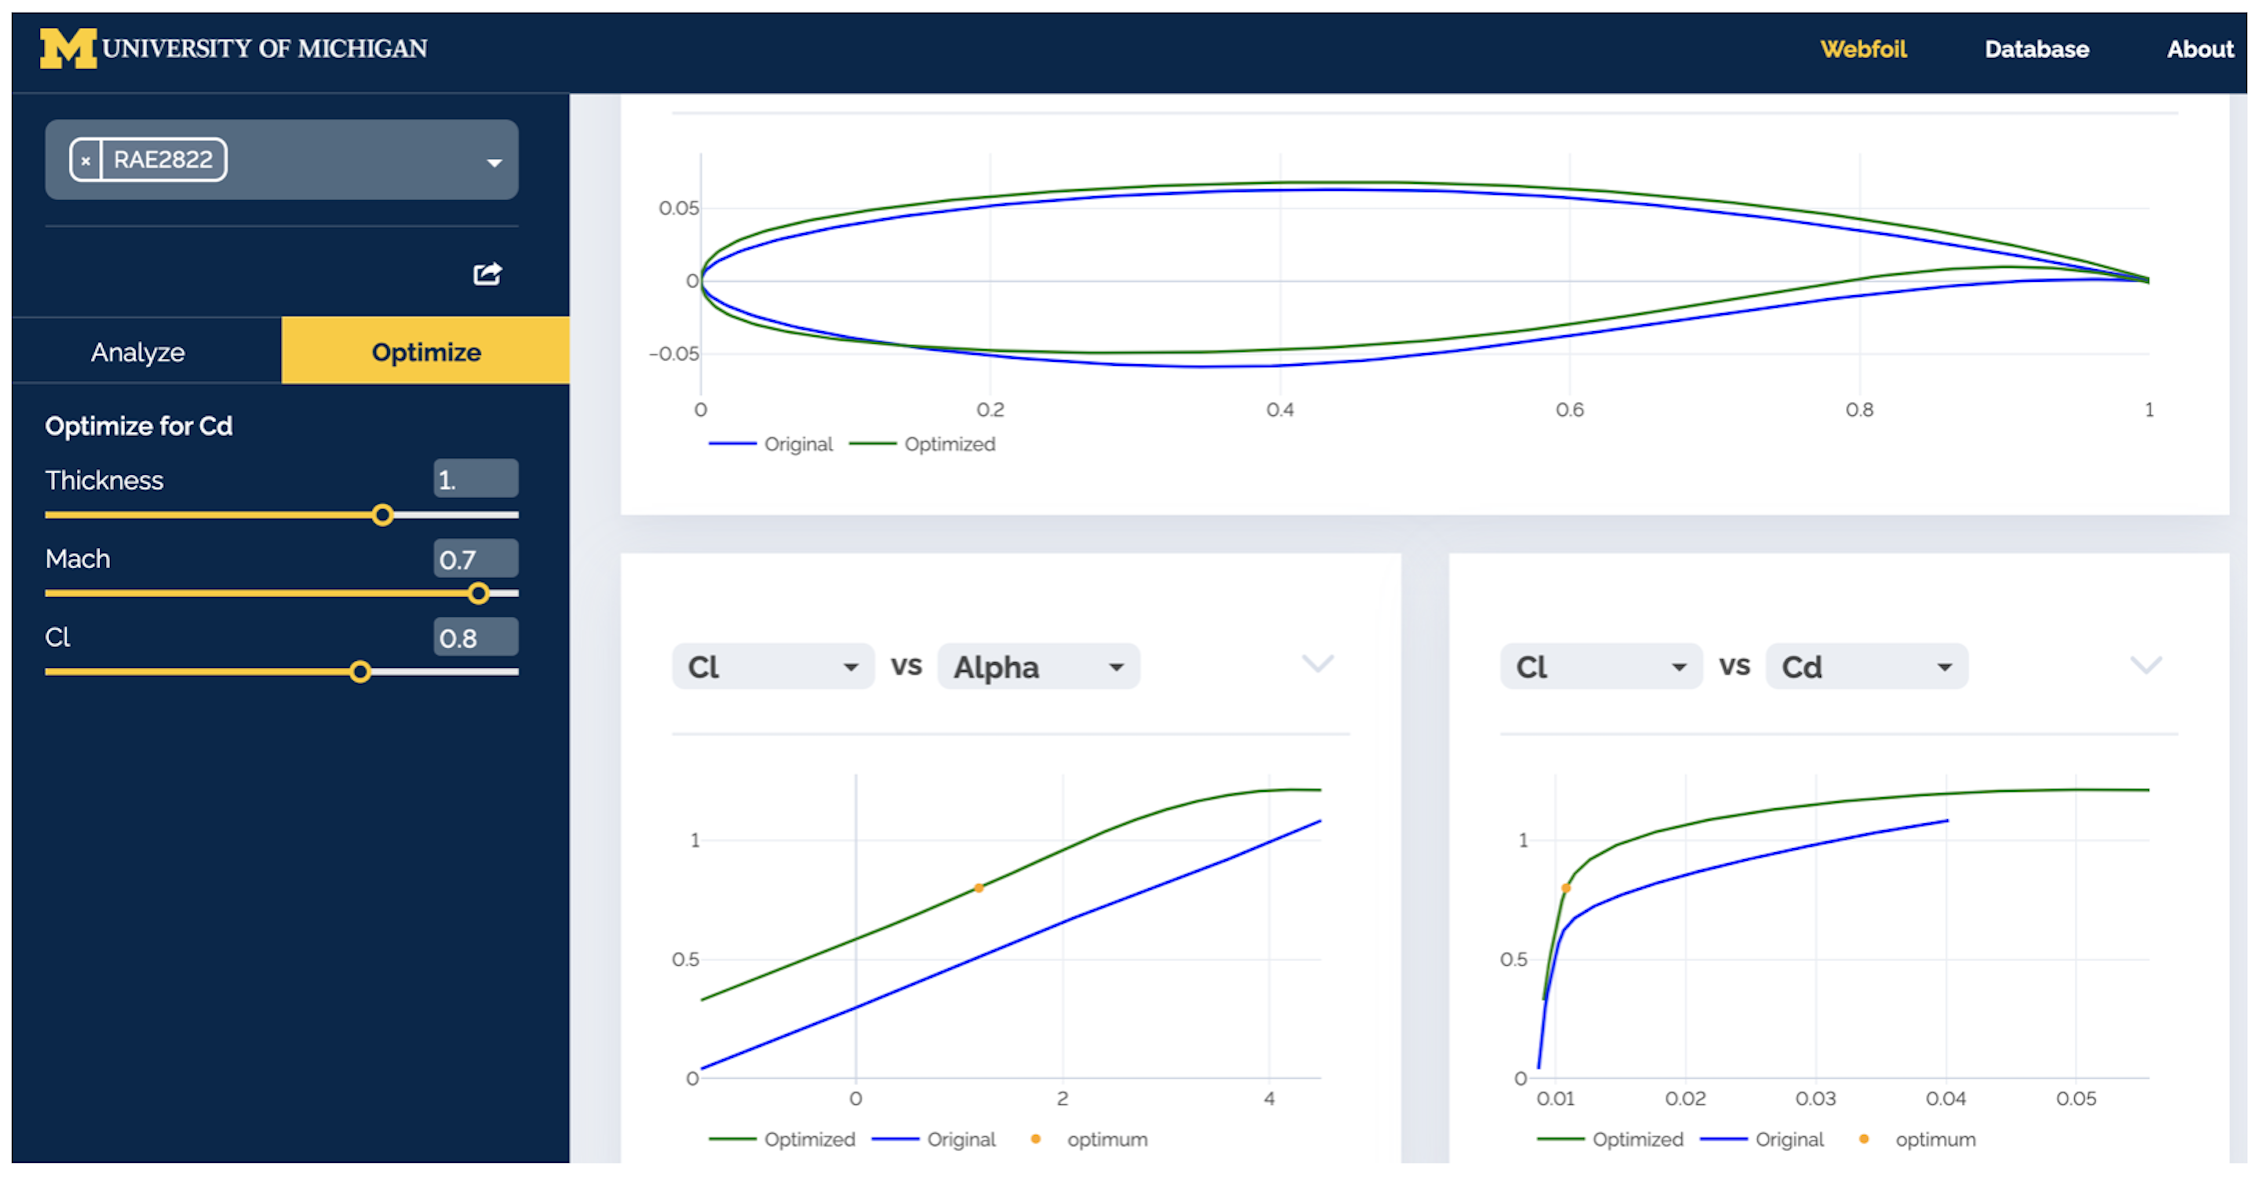 M UNIVERSITY OF MICHIGAN
Webfoil Database About
× RAE2822
Analyze Optimize
Optimize for Cd
Thickness 1.
Mach 0.7
Cl 0.8
0.05
0
−0.05
0 0.2 0.4 0.6 0.8 1
Original Optimized
Cl vs Alpha
1
0.5
0
0 2 4
Optimized Original optimum
Cl vs Cd
1
0.5
0
0.01 0.02 0.03 0.04 0.05
Optimized Original optimum